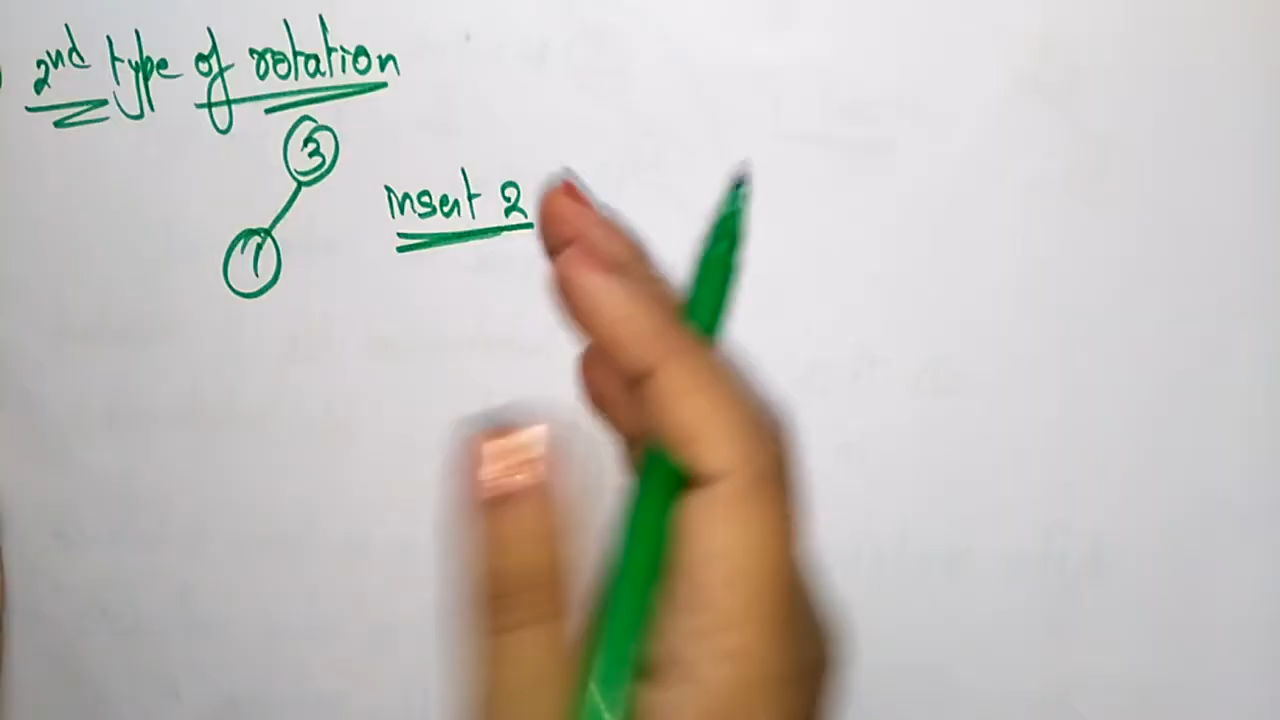 2nd type of rotation
3
insert 2
1